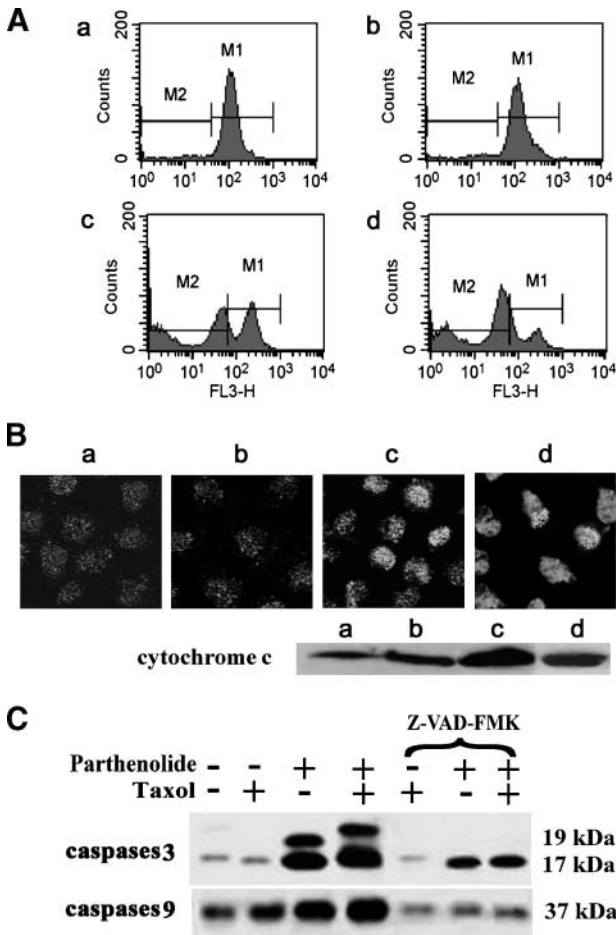 A
a
b
200
Counts
0
M2
M1
10^0 10^1 10^2 10^3 10^4
200
Counts
0
M2
M1
10^0 10^1 10^2 10^3 10^4
c
d
200
Counts
0
M2
M1
10^0 10^1 10^2 10^3 10^4
FL3-H
200
Counts
0
M2
M1
10^0 10^1 10^2 10^3 10^4
FL3-H
B
a b c d
a b c d
cytochrome c
C
Z-VAD-FMK
Parthenolide - - + + - + +
Taxol - + - + + - +
caspases3
19 kDa
17 kDa
caspases9
37 kDa